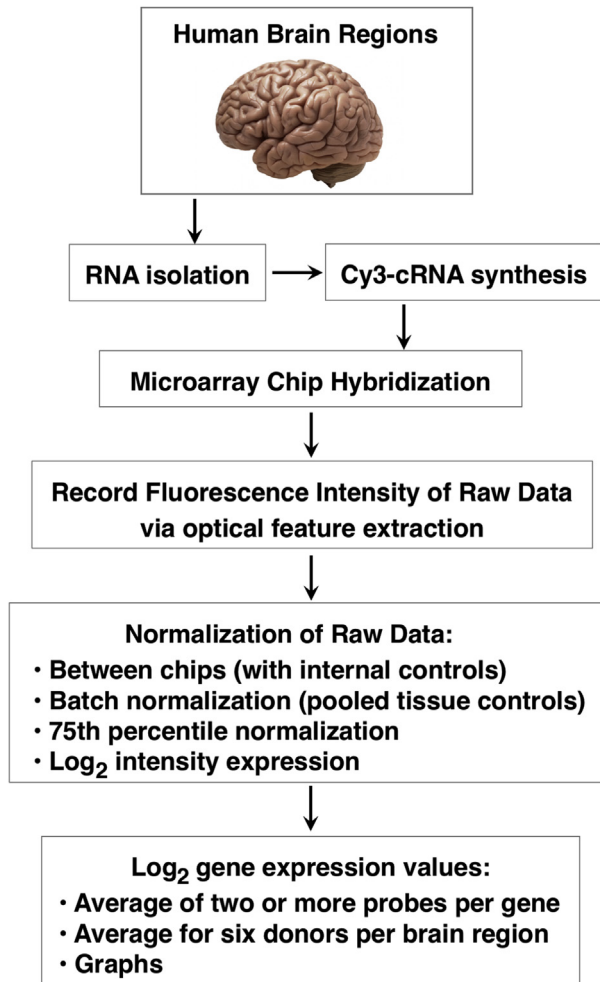 Human Brain Regions
RNA isolation
Cy3-cRNA synthesis
Microarray Chip Hybridization
Record Fluorescence Intensity of Raw Data
via optical feature extraction
Normalization of Raw Data:
· Between chips (with internal controls)
· Batch normalization (pooled tissue controls)
· 75th percentile normalization
· Log2 intensity expression
Log2 gene expression values:
· Average of two or more probes per gene
· Average for six donors per brain region
· Graphs